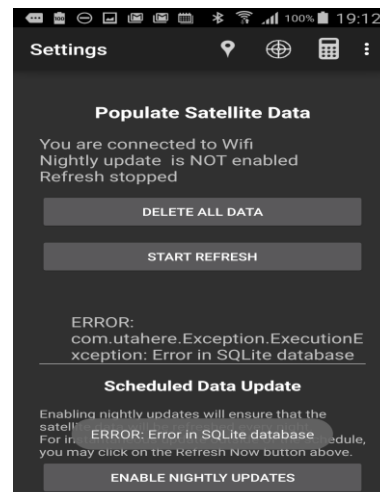 100% 19:12
Settings
Populate Satellite Data
You are connected to Wifi
Nightly update is NOT enabled
Refresh stopped
DELETE ALL DATA
START REFRESH
ERROR:
com.utahere.Exception.ExecutionE
xception: Error in SQLite database
Scheduled Data Update
Enabling nightly updates will ensure that the
ERROR: Error in SQLite database
you may click on the Refresh Now button above.
ENABLE NIGHTLY UPDATES